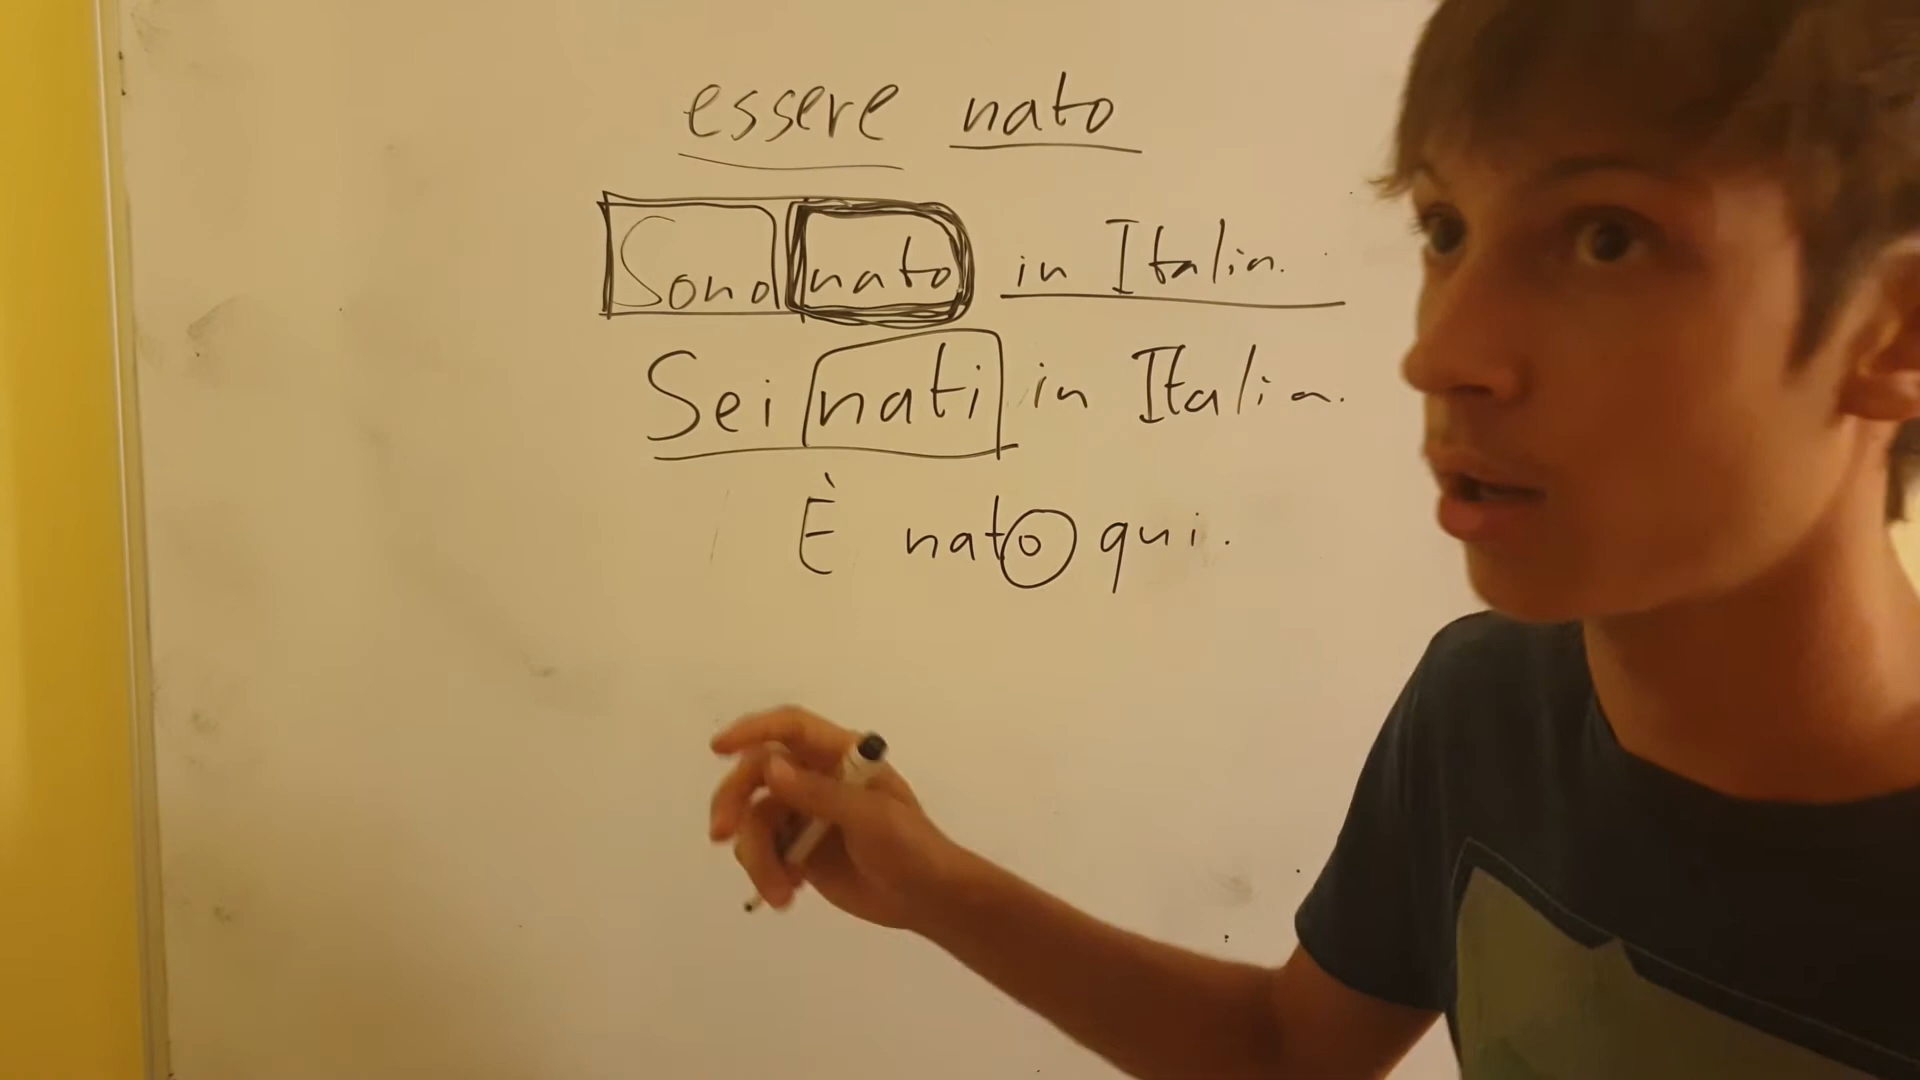 essere nato
Sono nato in Italia.
Sei nati in Italia.
È nato qui.